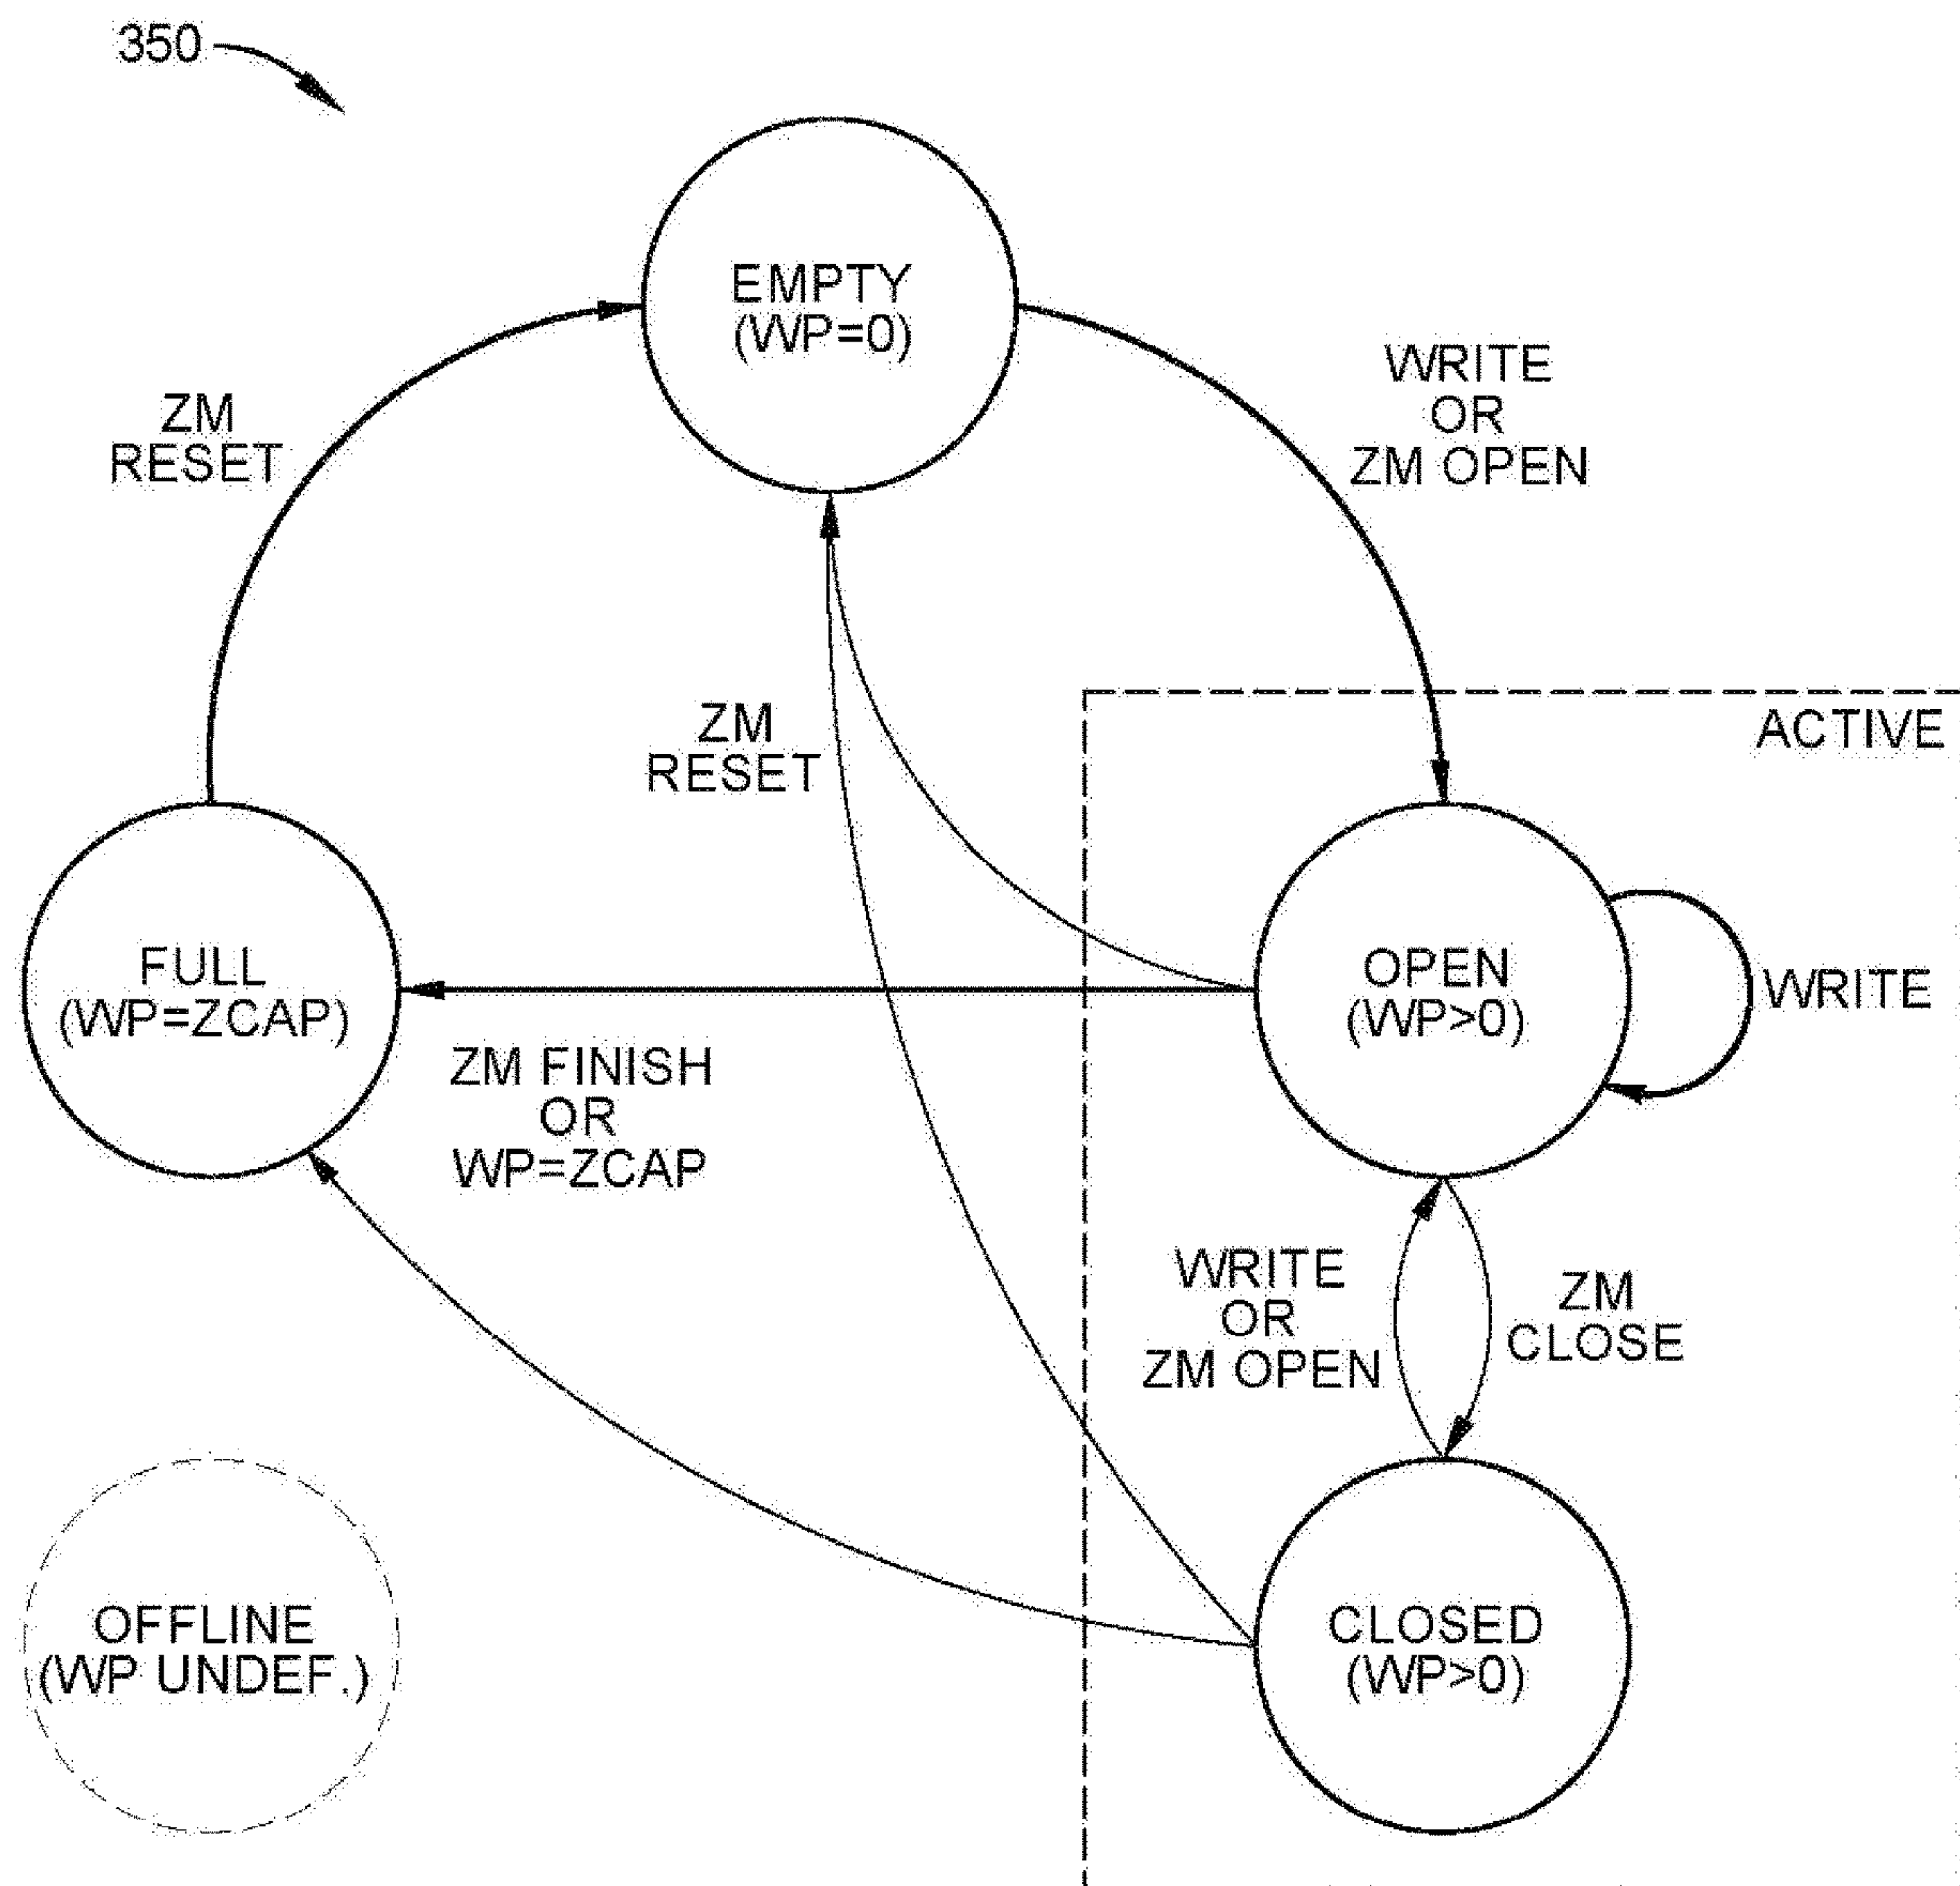 350
EMPTY
(WP=0)
WRITE
OR
ZM OPEN
ZM
RESET
ZM
RESET
ACTIVE
FULL
(WP=ZCAP)
OPEN
(WP>0)
WRITE
ZM FINISH
OR
WP=ZCAP
WRITE
OR
ZM OPEN
ZM
CLOSE
OFFLINE
(WP UNDEF.)
CLOSED
(WP>0)